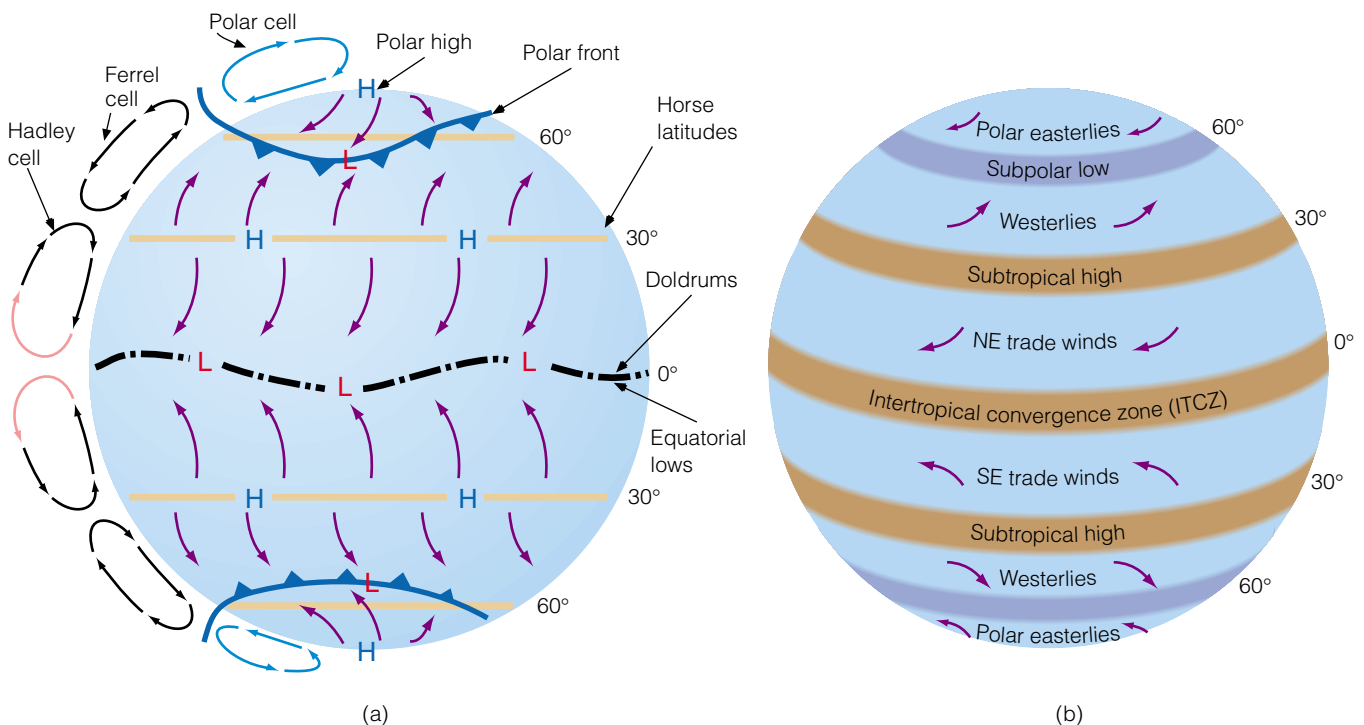 Polar cell
Polar high
Polar front
Ferrel
cell
Hadley
cell
Horse
latitudes
H
60°
L
30°
H
H
Doldrums
L
L
L
0°
Equatorial
lows
H
H
30°
L
60°
H
(a)
Polar easterlies
60°
Subpolar low
Westerlies
30°
Subtropical high
NE trade winds
0°
Intertropical convergence zone (ITCZ)
SE trade winds
30°
Subtropical high
Westerlies
60°
Polar easterlies
(b)